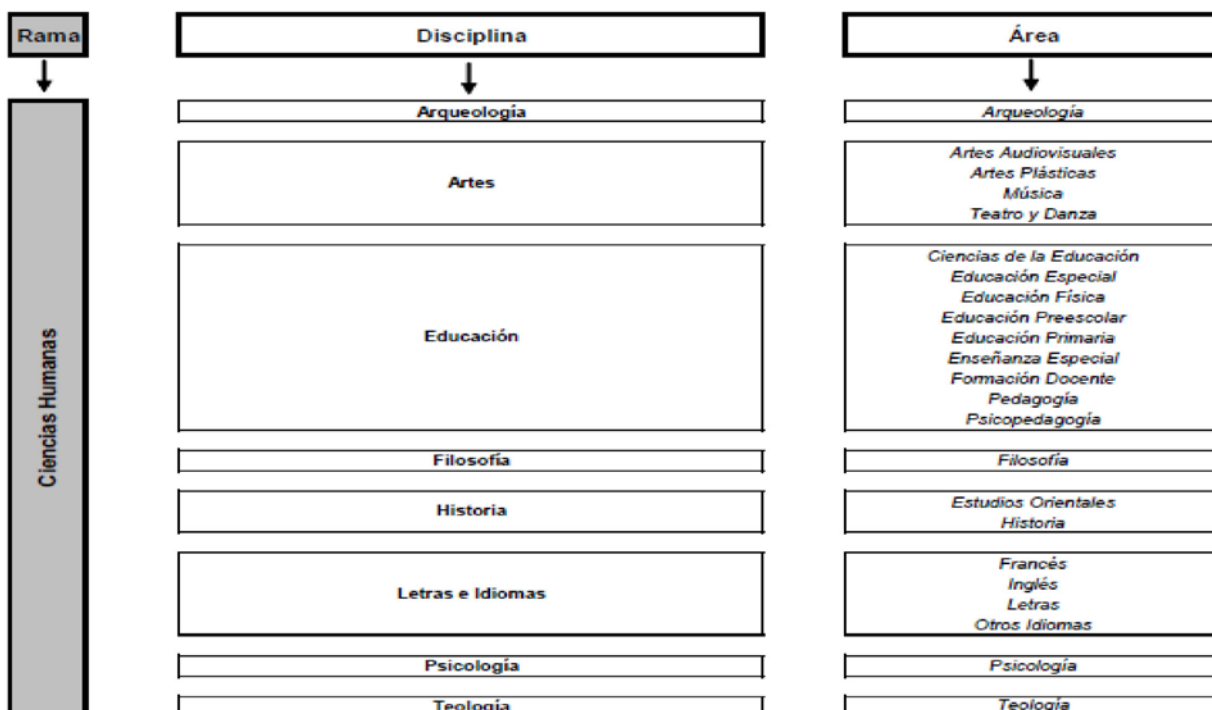 Rama
Disciplina
Área
Ciencias Humanas
Arqueología
Arqueología
Artes
Artes Audiovisuales
Artes Plásticas
Música
Teatro y Danza
Educación
Ciencias de la Educación
Educación Especial
Educación Física
Educación Preescolar
Educación Primaria
Enseñanza Especial
Formación Docente
Pedagogía
Psicopedagogía
Filosofía
Filosofía
Historia
Estudios Orientales
Historia
Letras e Idiomas
Francés
Inglés
Letras
Otros Idiomas
Psicología
Psicología
Teología
Teología